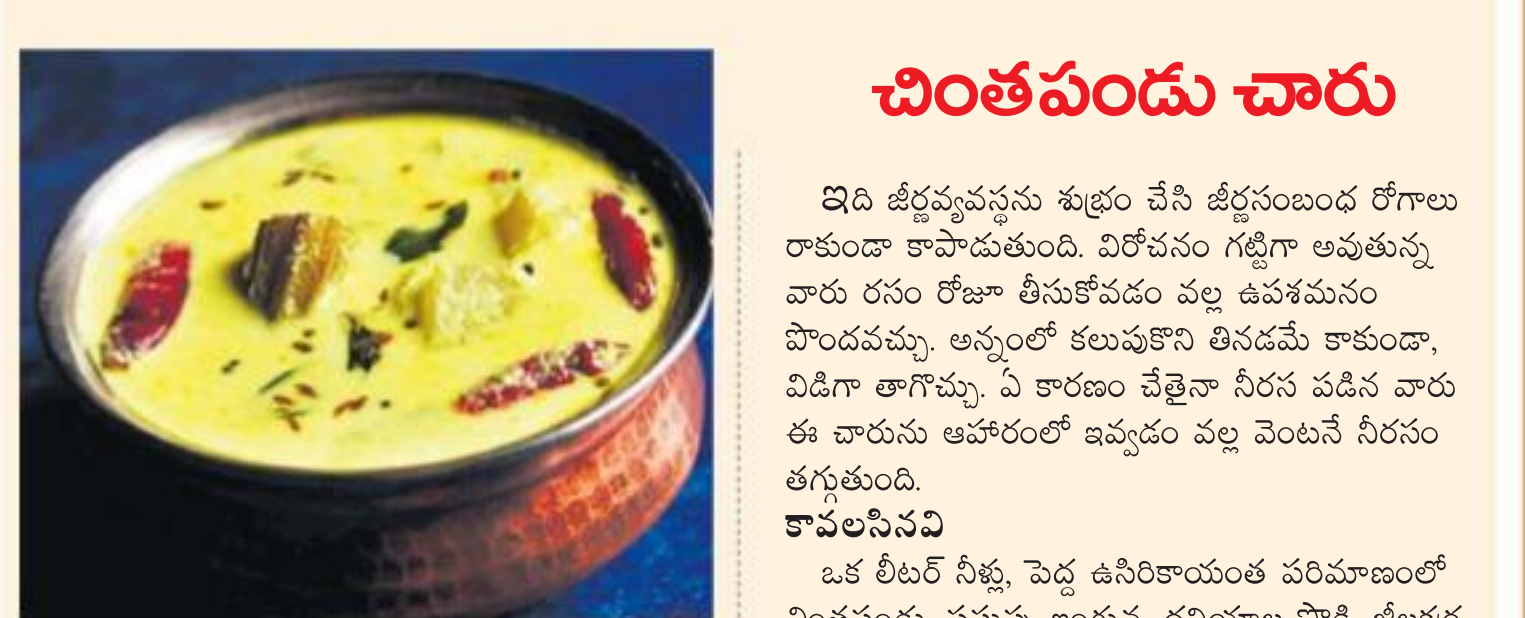 చింతపండు చారు
ఇది జీర్ణవ్యవస్థను శుభ్రం చేసి జీర్ణసంబంధ రోగాలు
రాకుండా కాపాడుతుంది. విరోచనం గట్టిగా అవుతున్న
వారు రసం రోజూ తీసుకోవడం వల్ల ఉపశమనం
పొందవచ్చు. అన్నంలో కలుపుకొని తినడమే కాకుండా,
విడిగా తాగొచ్చు. ఏ కారణం చేతైనా నీరస పడిన వారు
ఈ చారును ఆహారంలో ఇవ్వడం వల్ల వెంటనే నీరసం
తగ్గుతుంది.
కావలసినవి
ఒక లీటర్ నీళ్లు, పెద్ద ఉసిరికాయంత పరిమాణంలో